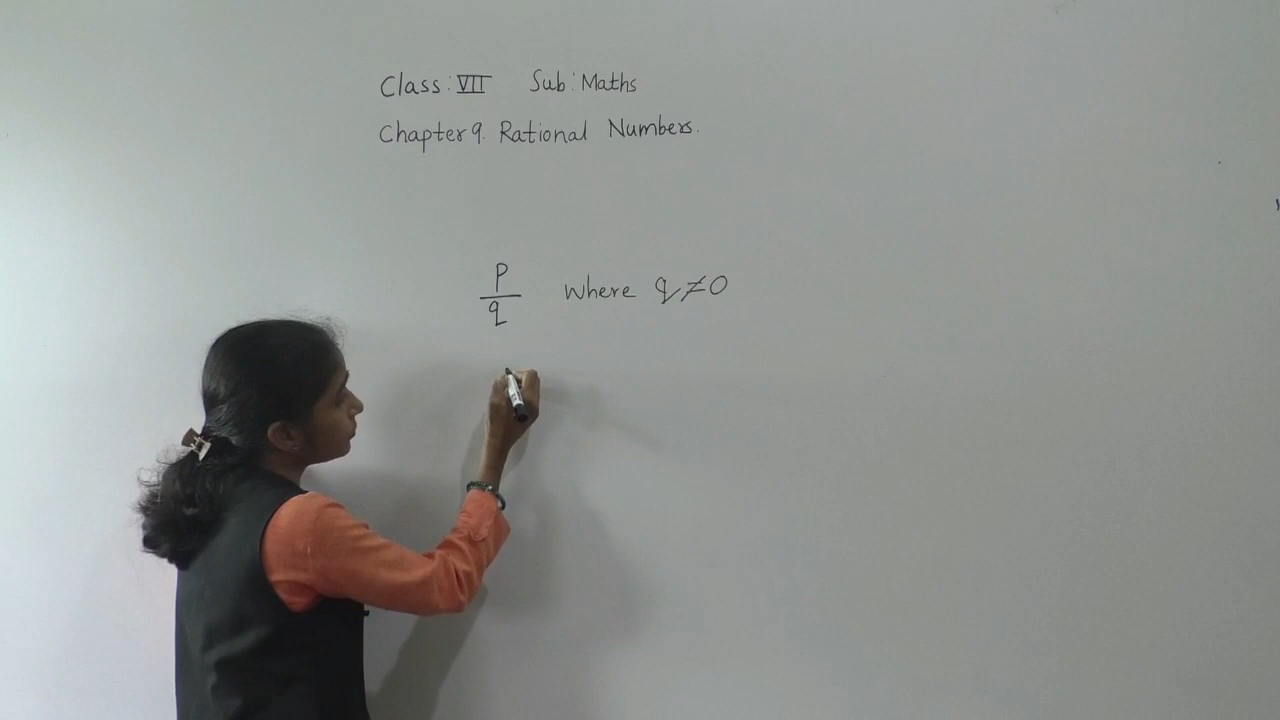 Class: VII Sub: Maths
Chapter 9. Rational Numbers.
P
q where q≠0